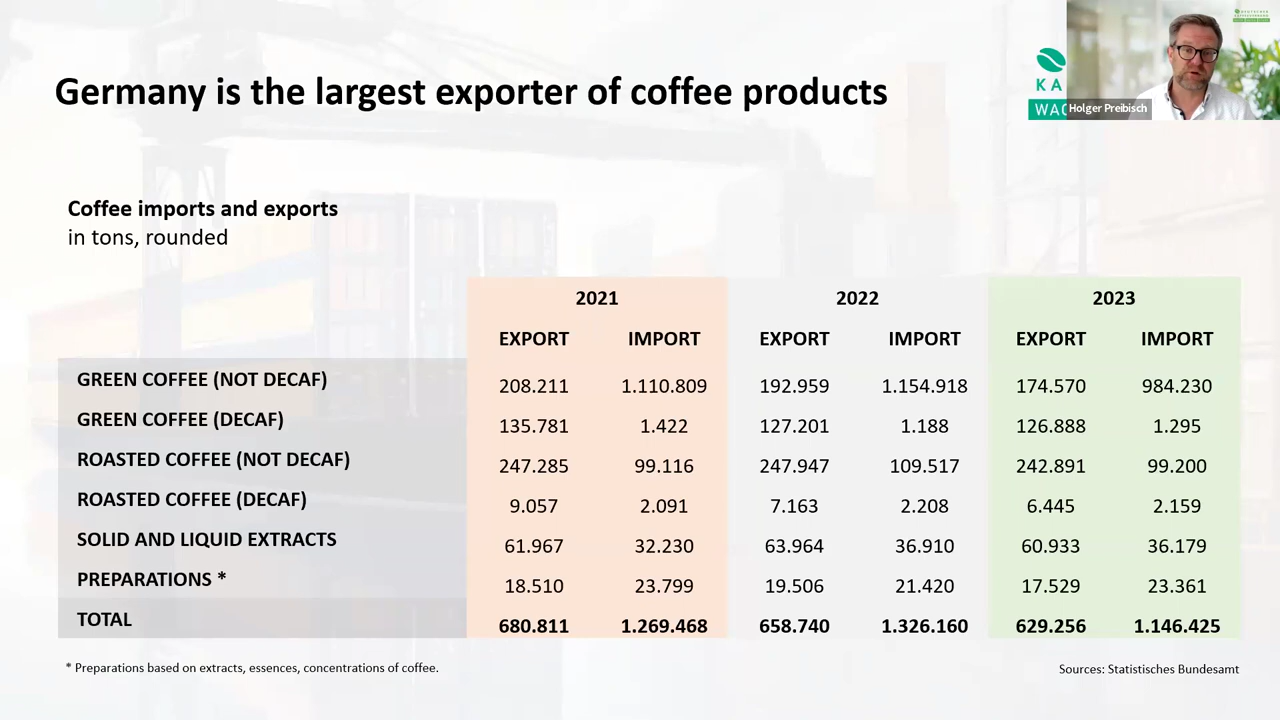 Germany is the largest exporter of coffee products
KA
WAC
Holger Preibisch
Coffee imports and exports
in tons, rounded
2021 2022 2023
EXPORT IMPORT EXPORT IMPORT EXPORT IMPORT
GREEN COFFEE (NOT DECAF) 208.211 1.110.809 192.959 1.154.918 174.570 984.230
GREEN COFFEE (DECAF) 135.781 1.422 127.201 1.188 126.888 1.295
ROASTED COFFEE (NOT DECAF) 247.285 99.116 247.947 109.517 242.891 99.200
ROASTED COFFEE (DECAF) 9.057 2.091 7.163 2.208 6.445 2.159
SOLID AND LIQUID EXTRACTS 61.967 32.230 63.964 36.910 60.933 36.179
PREPARATIONS * 18.510 23.799 19.506 21.420 17.529 23.361
TOTAL 680.811 1.269.468 658.740 1.326.160 629.256 1.146.425
* Preparations based on extracts, essences, concentrations of coffee.
Sources: Statistisches Bundesamt